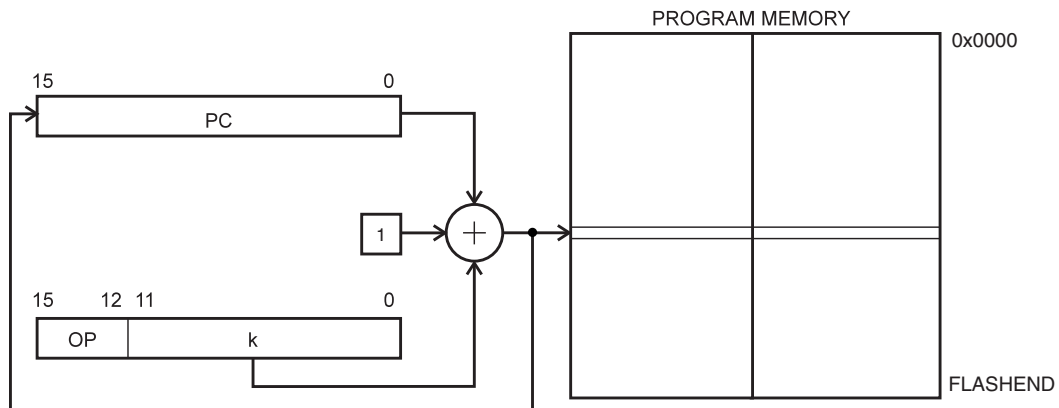 PROGRAM MEMORY
0x0000
15 0
PC
1
15 12 11 0
OP k
FLASHEND